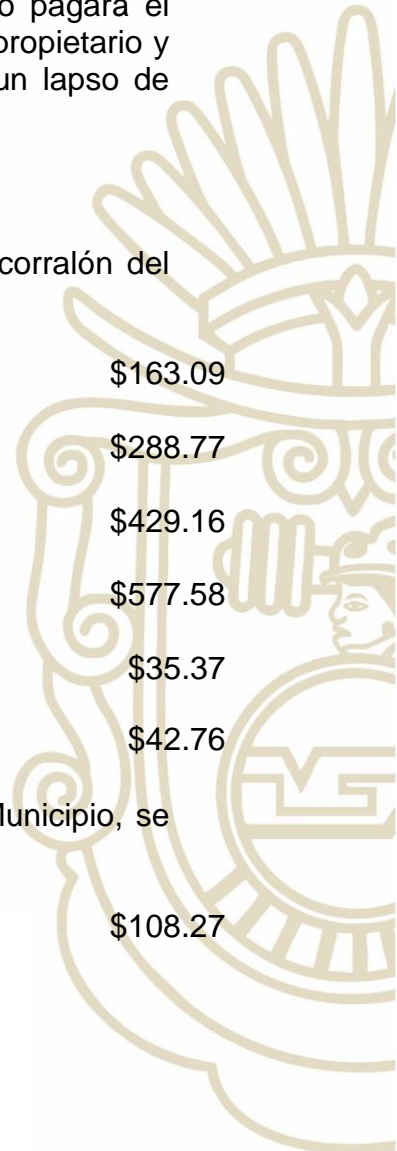 o pagará el
propietario y
un lapso de
corralón del
$163.09
$288.77
$429.16
$577.58
$35.37
$42.76
Municipio, se
$108.27